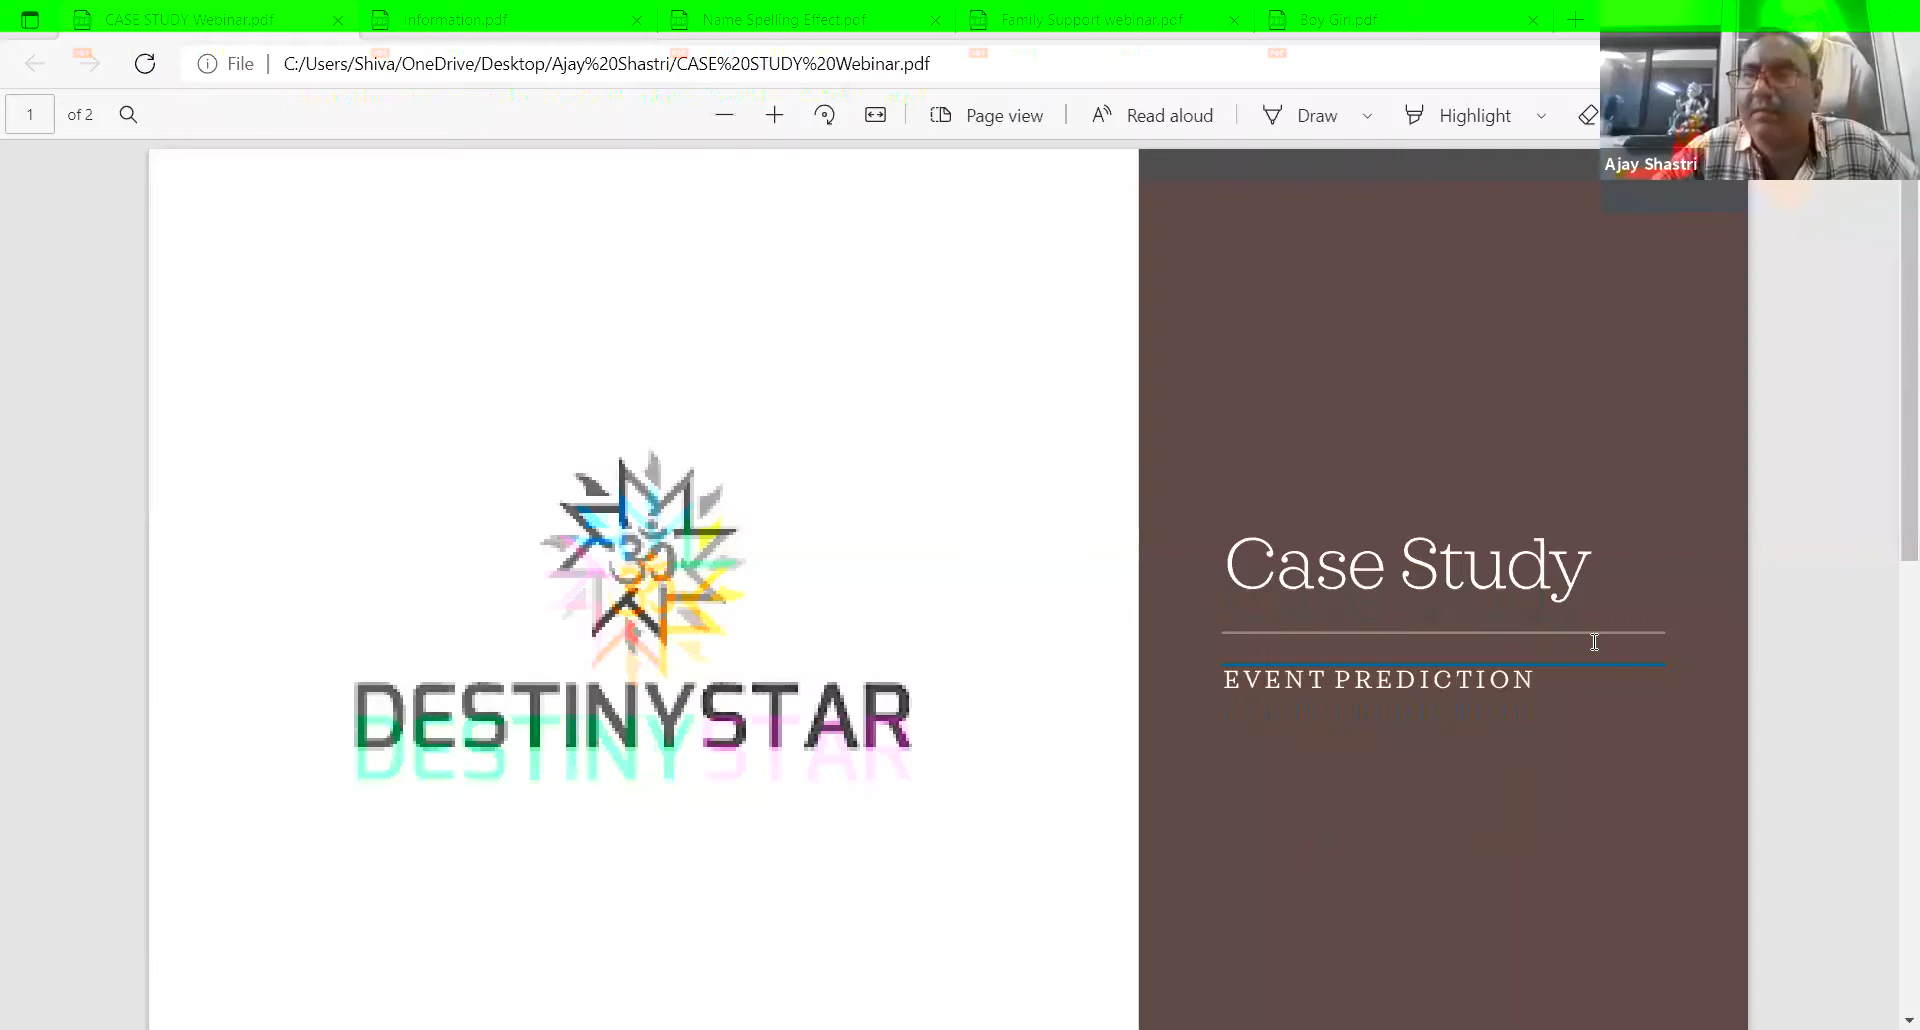 CASE STUDY Webinar.pdf
Information.pdf
Name Spelling Effect.pdf
Family Support webinar.pdf
Boy Girl.pdf
File
C:/Users/Shiva/OneDrive/Desktop/Ajay%20Shastri/CASE%20STUDY%20Webinar.pdf
1 of 2
Page view
Read aloud
Draw
Highlight
Ajay Shastri
DESTINYSTAR
Case Study
EVENT PREDICTION